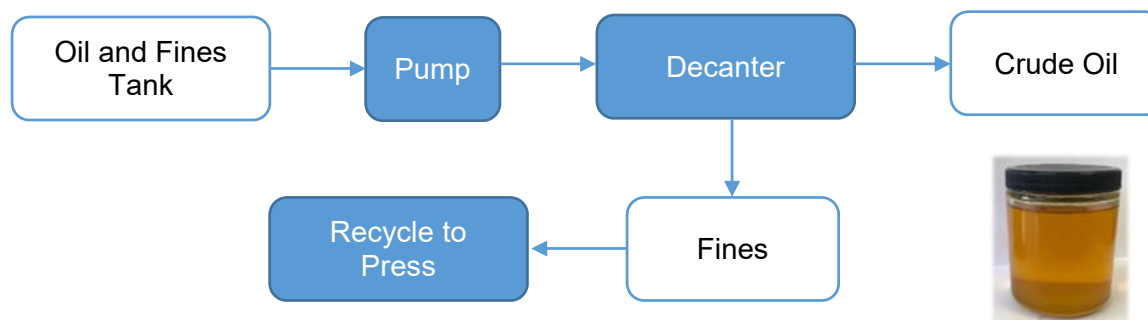 Oil and Fines
Tank
Pump
Decanter
Crude Oil
Recycle to
Press
Fines